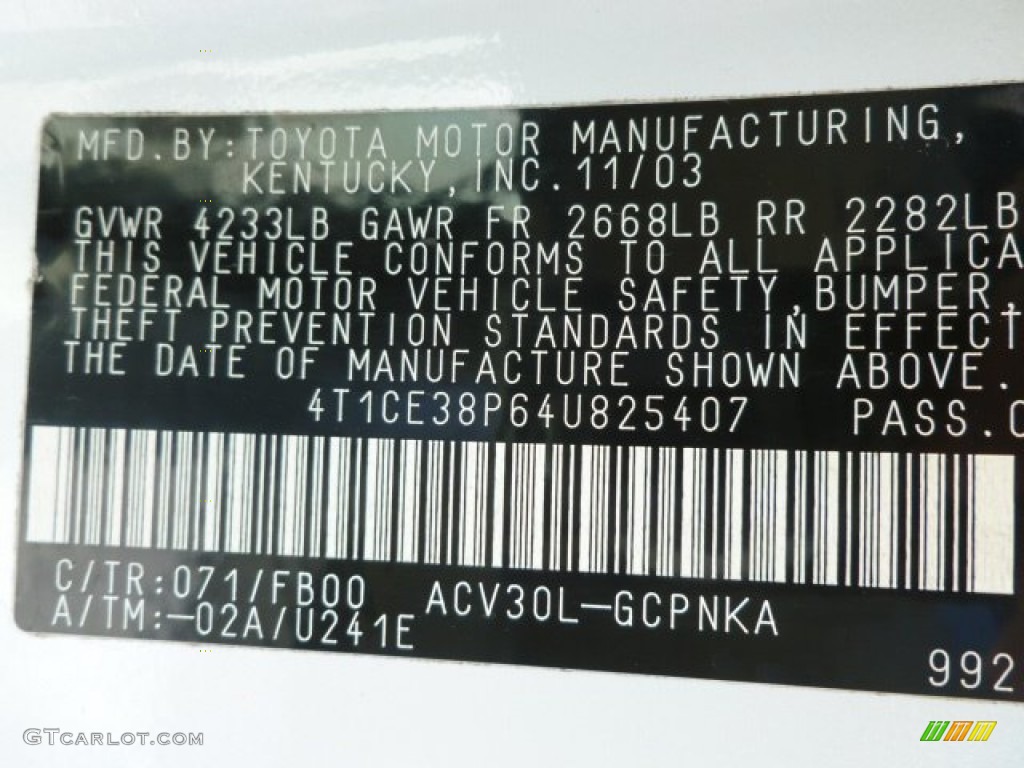 MFD.BY:TOYOTA MOTOR MANUFACTURING,
KENTUCKY,INC.11/03
GVWR 4233LB GAWR FR 2668LB RR 2282LB
THIS VEHICLE CONFORMS TO ALL APPLICA
FEDERAL MOTOR VEHICLE SAFETY,BUMPER,
THEFT PREVENTION STANDARDS IN EFFECT
THE DATE OF MANUFACTURE SHOWN ABOVE.
4T1CE38P64U825407 PASS.C
C/TR:071/FB00 ACV30L-GCPNKA
A/TM:-02A/U241E
992
GTCARLOT.COM